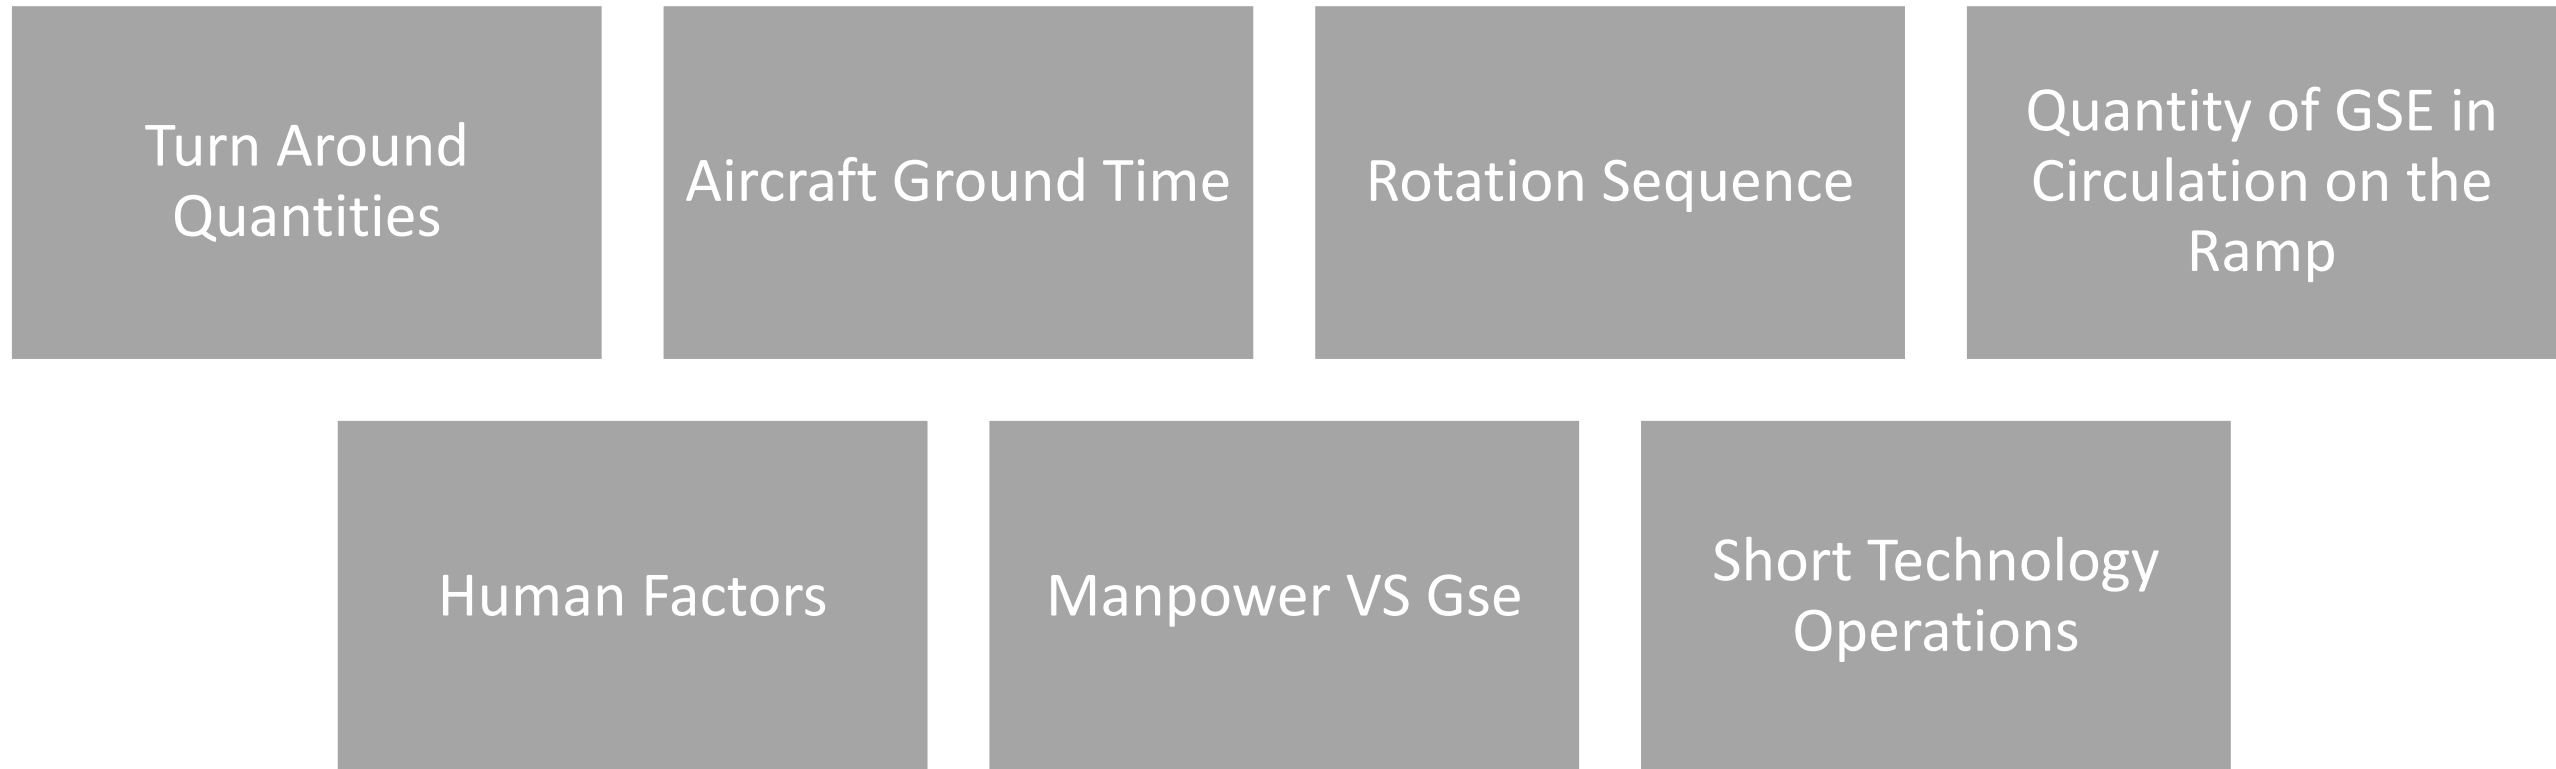 Turn Around
Quantities
Aircraft Ground Time
Rotation Sequence
Quantity of GSE in
Circulation on the
Ramp
Human Factors
Manpower VS Gse
Short Technology
Operations